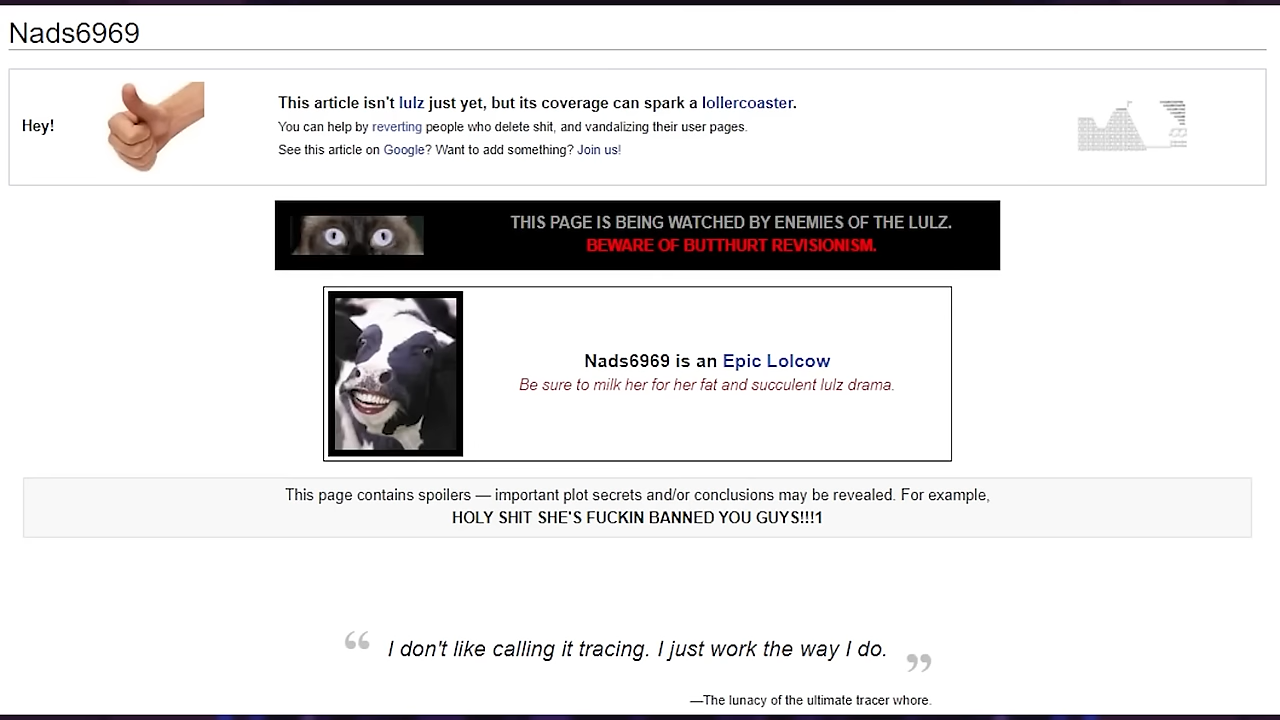 Nads6969
Hey!
This article isn't lulz just yet, but its coverage can spark a lollercoaster.
You can help by reverting people who delete shit, and vandalizing their user pages.
See this article on Google? Want to add something? Join us!
THIS PAGE IS BEING WATCHED BY ENEMIES OF THE LULZ.
BEWARE OF BUTTHURT REVISIONISM.
Nads6969 is an Epic Lolcow
Be sure to milk her for her fat and succulent lulz drama.
This page contains spoilers — important plot secrets and/or conclusions may be revealed. For example,
HOLY SHIT SHE'S FUCKIN BANNED YOU GUYS!!!1
“ I don't like calling it tracing. I just work the way I do. ”
—The lunacy of the ultimate tracer whore.